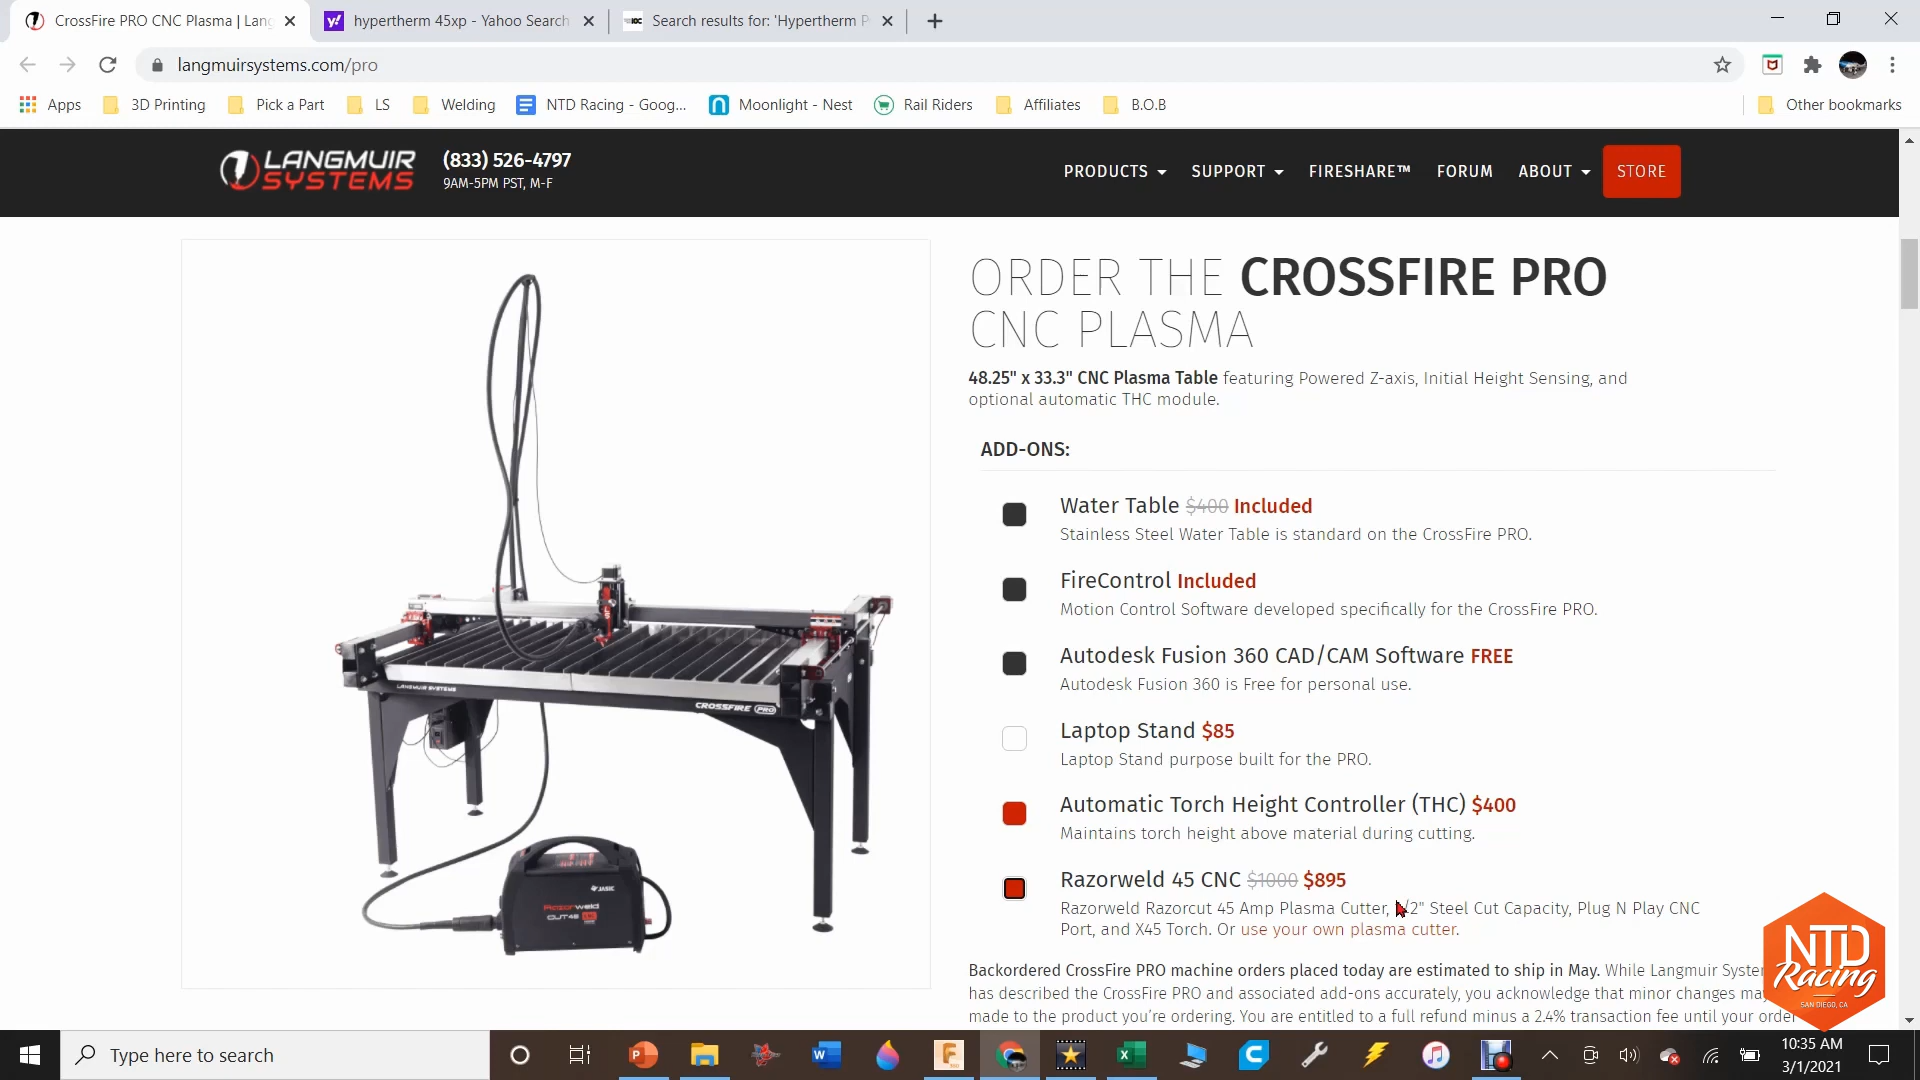 CrossFire PRO CNC Plasma | Lang
hypertherm 45xp - Yahoo Search
Search results for: 'Hypertherm P
langmuirsystems.com/pro
Apps
3D Printing
Pick a Part
LS
Welding
NTD Racing - Goog...
Moonlight - Nest
Rail Riders
Affiliates
B.O.B
Other bookmarks
LANGMUIR SYSTEMS
(833) 526-4797
9AM-5PM PST, M-F
PRODUCTS
SUPPORT
FIRESHARE™
FORUM
ABOUT
STORE
ORDER THE CROSSFIRE PRO
CNC PLASMA
48.25" x 33.3" CNC Plasma Table featuring Powered Z-axis, Initial Height Sensing, and
optional automatic THC module.
ADD-ONS:
Water Table $400 Included
Stainless Steel Water Table is standard on the CrossFire PRO.
FireControl Included
Motion Control Software developed specifically for the CrossFire PRO.
Autodesk Fusion 360 CAD/CAM Software FREE
Autodesk Fusion 360 is Free for personal use.
Laptop Stand $85
Laptop Stand purpose built for the PRO.
Automatic Torch Height Controller (THC) $400
Maintains torch height above material during cutting.
Razorweld 45 CNC $1000 $895
Razorweld Razorcut 45 Amp Plasma Cutter, 1/2" Steel Cut Capacity, Plug N Play CNC
Port, and X45 Torch. Or use your own plasma cutter.
Backordered CrossFire PRO machine orders placed today are estimated to ship in May. While Langmuir Syste
has described the CrossFire PRO and associated add-ons accurately, you acknowledge that minor changes may
made to the product you're ordering. You are entitled to a full refund minus a 2.4% transaction fee until your order
LANGMUIR SYSTEMS
CROSSFIRE PRO
JASIC
Razorweld
CUT45
NTD
Racing
SAN DIEGO, CA
Type here to search
10:35 AM
3/1/2021